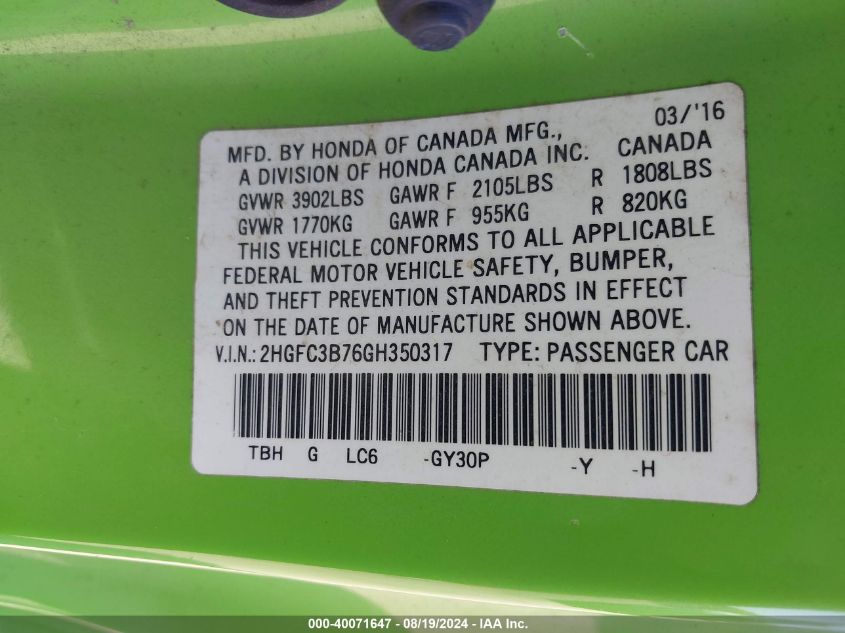 03/'16
MFD. BY HONDA OF CANADA MFG.,
A DIVISION OF HONDA CANADA INC. CANADA
GVWR 3902LBS GAWR F 2105LBS R 1808LBS
GVWR 1770KG GAWR F 955KG R 820KG
THIS VEHICLE CONFORMS TO ALL APPLICABLE
FEDERAL MOTOR VEHICLE SAFETY, BUMPER,
AND THEFT PREVENTION STANDARDS IN EFFECT
ON THE DATE OF MANUFACTURE SHOWN ABOVE.
V.I.N.: 2HGFC3B76GH350317 TYPE: PASSENGER CAR
TBH G LC6 -GY30P -Y -H
000-40071647 - 08/19/2024 - IAA Inc.